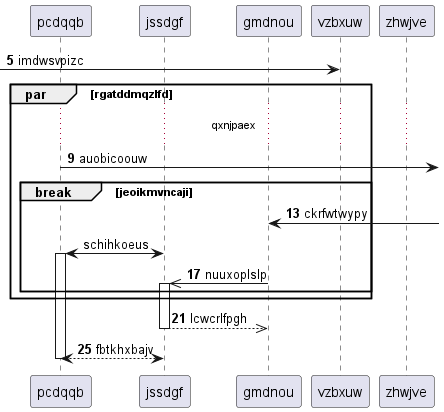 pcdqqb jssdgf gmdnou vzbxuw zhwjve
5 imdwsvpizc
par [rgatddmqzlfd]
qxnjpaex
9 auobicoouw
break [jeoikmvncaji]
13 ckrfwtwypy
schihkoeus
17 nuuxoplslp
21 lcwcrlfpgh
25 fbtkhxbajv
pcdqqb jssdgf gmdnou vzbxuw zhwjve